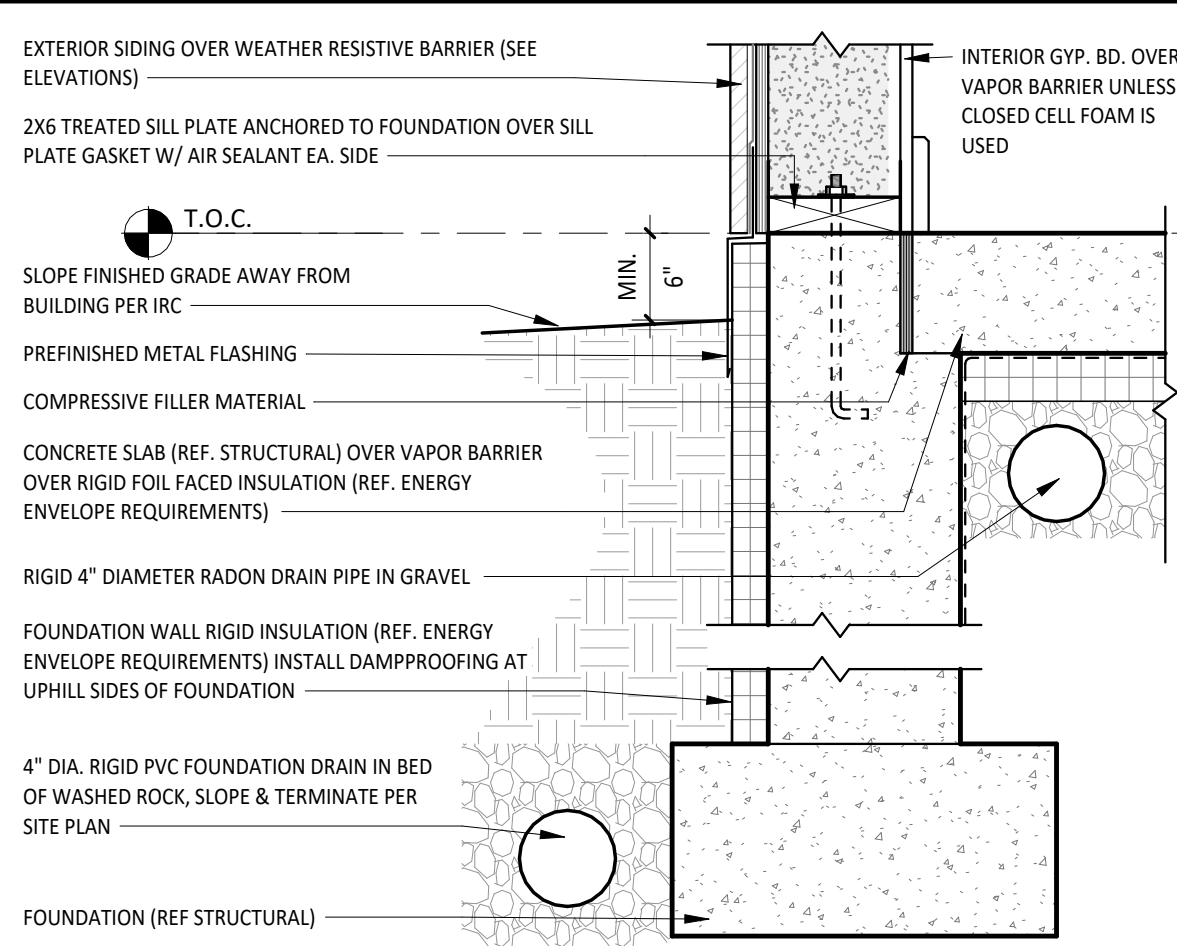 EXTERIOR SIDING OVER WEATHER RESISTIVE BARRIER (SEE
ELEVATIONS)
INTERIOR GYP. BD. OVER
VAPOR BARRIER UNLESS
CLOSED CELL FOAM IS
USED
2X6 TREATED SILL PLATE ANCHORED TO FOUNDATION OVER SILL
PLATE GASKET W/ AIR SEALANT EA. SIDE
T.O.C.
MIN.
6"
SLOPE FINISHED GRADE AWAY FROM
BUILDING PER IRC
PREFINISHED METAL FLASHING
COMPRESSIVE FILLER MATERIAL
CONCRETE SLAB (REF. STRUCTURAL) OVER VAPOR BARRIER
OVER RIGID FOIL FACED INSULATION (REF. ENERGY
ENVELOPE REQUIREMENTS)
RIGID 4" DIAMETER RADON DRAIN PIPE IN GRAVEL
FOUNDATION WALL RIGID INSULATION (REF. ENERGY
ENVELOPE REQUIREMENTS) INSTALL DAMPPROOFING AT
UPHILL SIDES OF FOUNDATION
4" DIA. RIGID PVC FOUNDATION DRAIN IN BED
OF WASHED ROCK, SLOPE & TERMINATE PER
SITE PLAN
FOUNDATION (REF STRUCTURAL)